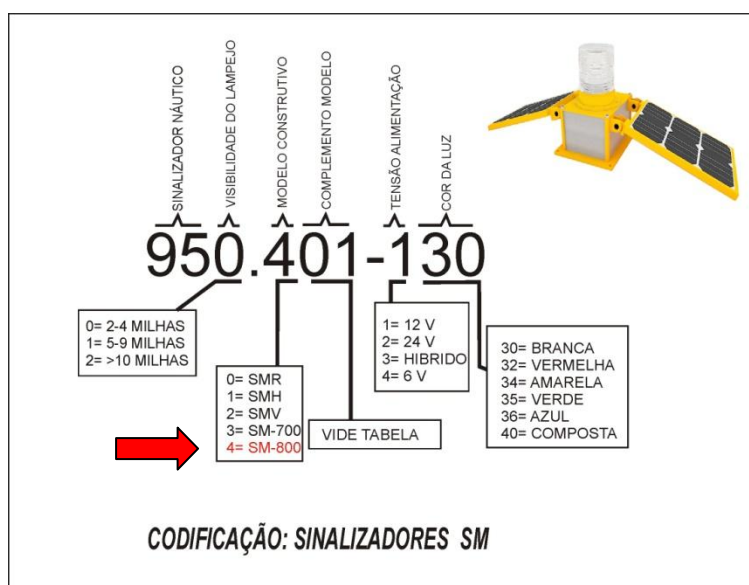 SINALIZADOR NÁUTICO
VISIBILIDADE DO LAMPEJO
MODELO CONSTRUTIVO
COMPLEMENTO MODELO
TENSÃO ALIMENTAÇÃO
COR DA LUZ
950.401-130
0= 2-4 MILHAS
1= 5-9 MILHAS
2= >10 MILHAS
0= SMR
1= SMH
2= SMV
3= SM-700
4= SM-800
VIDE TABELA
1= 12 V
2= 24 V
3= HIBRIDO
4= 6 V
30= BRANCA
32= VERMELHA
34= AMARELA
35= VERDE
36= AZUL
40= COMPOSTA
CODIFICAÇÃO: SINALIZADORES SM